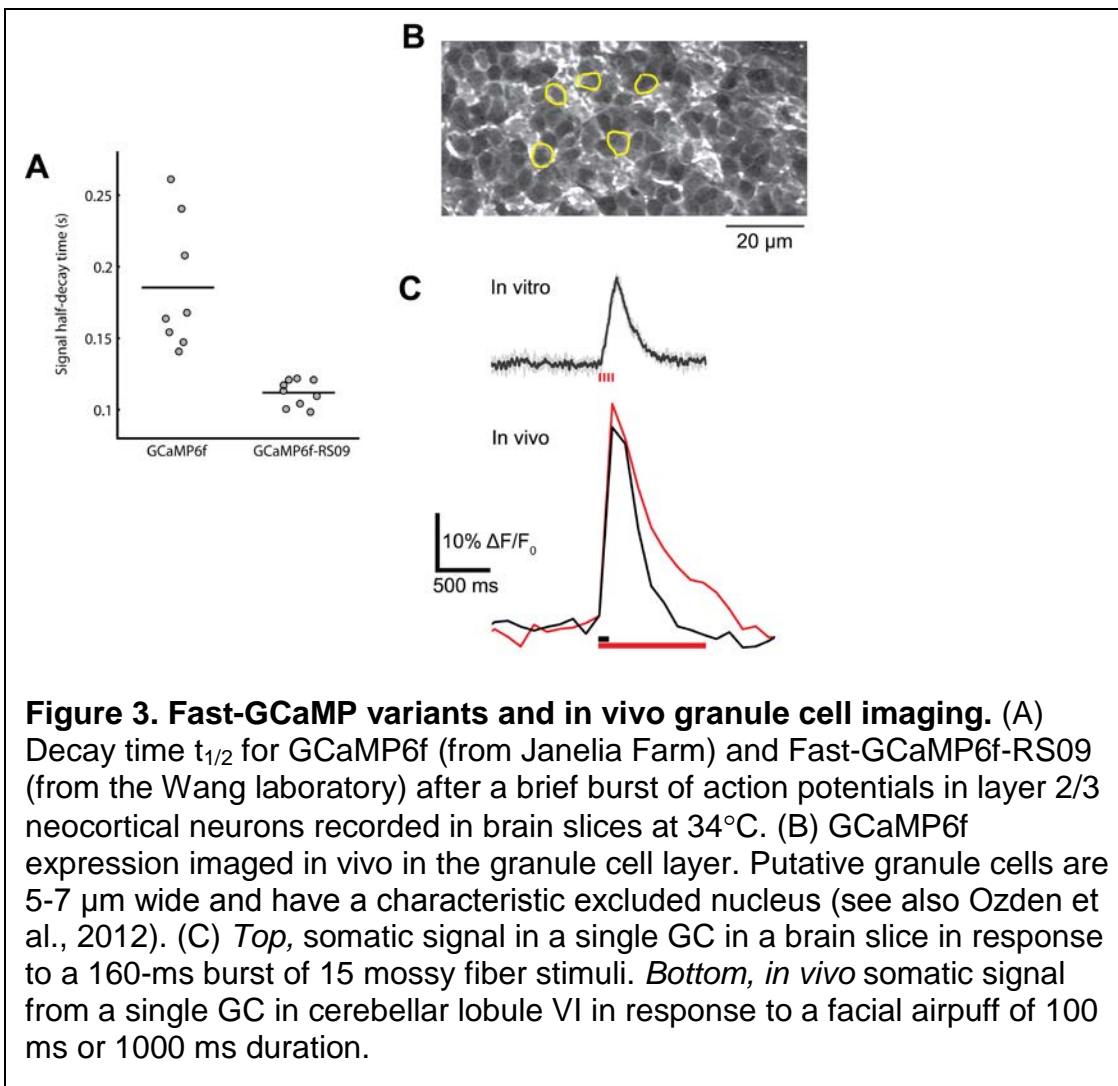 B
A
0.25
0.2
0.15
0.1
Signal half-decay time (s)
GCaMP6f
GCaMP6f-RS09
20 µm
C
In vitro
In vivo
10% ΔF/F0
500 ms
Figure 3. Fast-GCaMP variants and in vivo granule cell imaging. (A)
Decay time t1/2 for GCaMP6f (from Janelia Farm) and Fast-GCaMP6f-RS09
(from the Wang laboratory) after a brief burst of action potentials in layer 2/3
neocortical neurons recorded in brain slices at 34°C. (B) GCaMP6f
expression imaged in vivo in the granule cell layer. Putative granule cells are
5-7 µm wide and have a characteristic excluded nucleus (see also Ozden et
al., 2012). (C) Top, somatic signal in a single GC in a brain slice in response
to a 160-ms burst of 15 mossy fiber stimuli. Bottom, in vivo somatic signal
from a single GC in cerebellar lobule VI in response to a facial airpuff of 100
ms or 1000 ms duration.